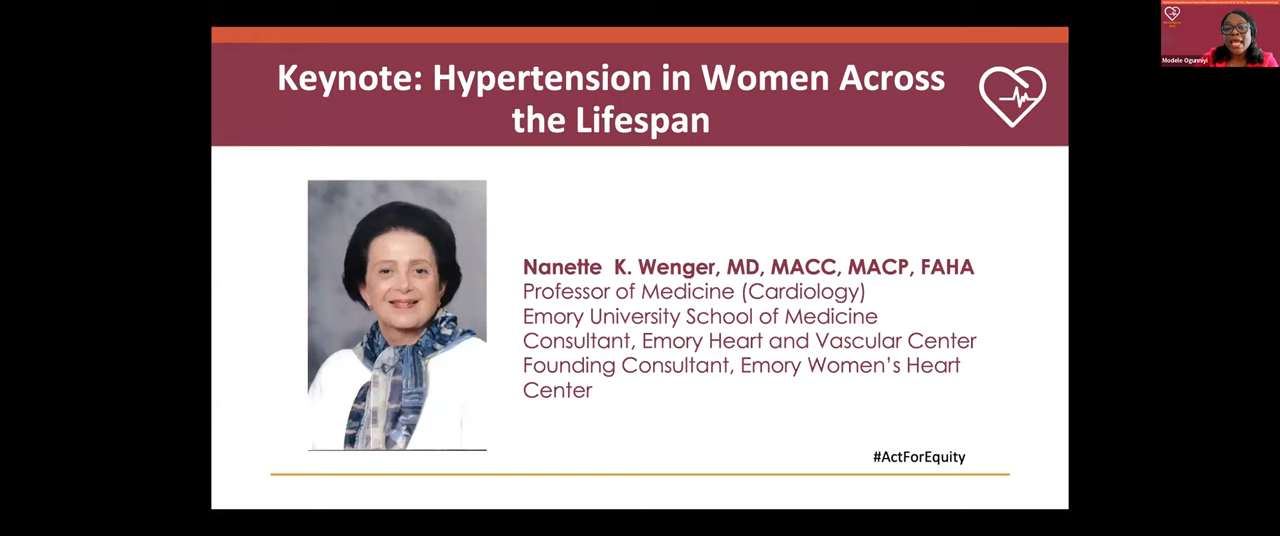 Keynote: Hypertension in Women Across
the Lifespan
Nanette K. Wenger, MD, MACC, MACP, FAHA
Professor of Medicine (Cardiology)
Emory University School of Medicine
Consultant, Emory Heart and Vascular Center
Founding Consultant, Emory Women's Heart
Center
#ActForEquity
Modele Ogunniyi